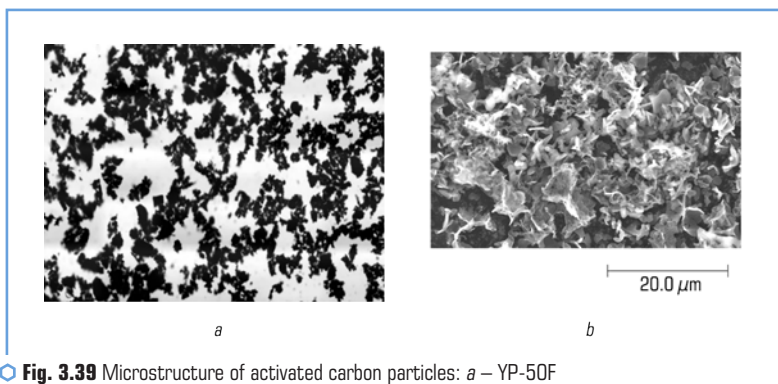 a
b
20.0 µm
Fig. 3.39 Microstructure of activated carbon particles: a – YP-50F